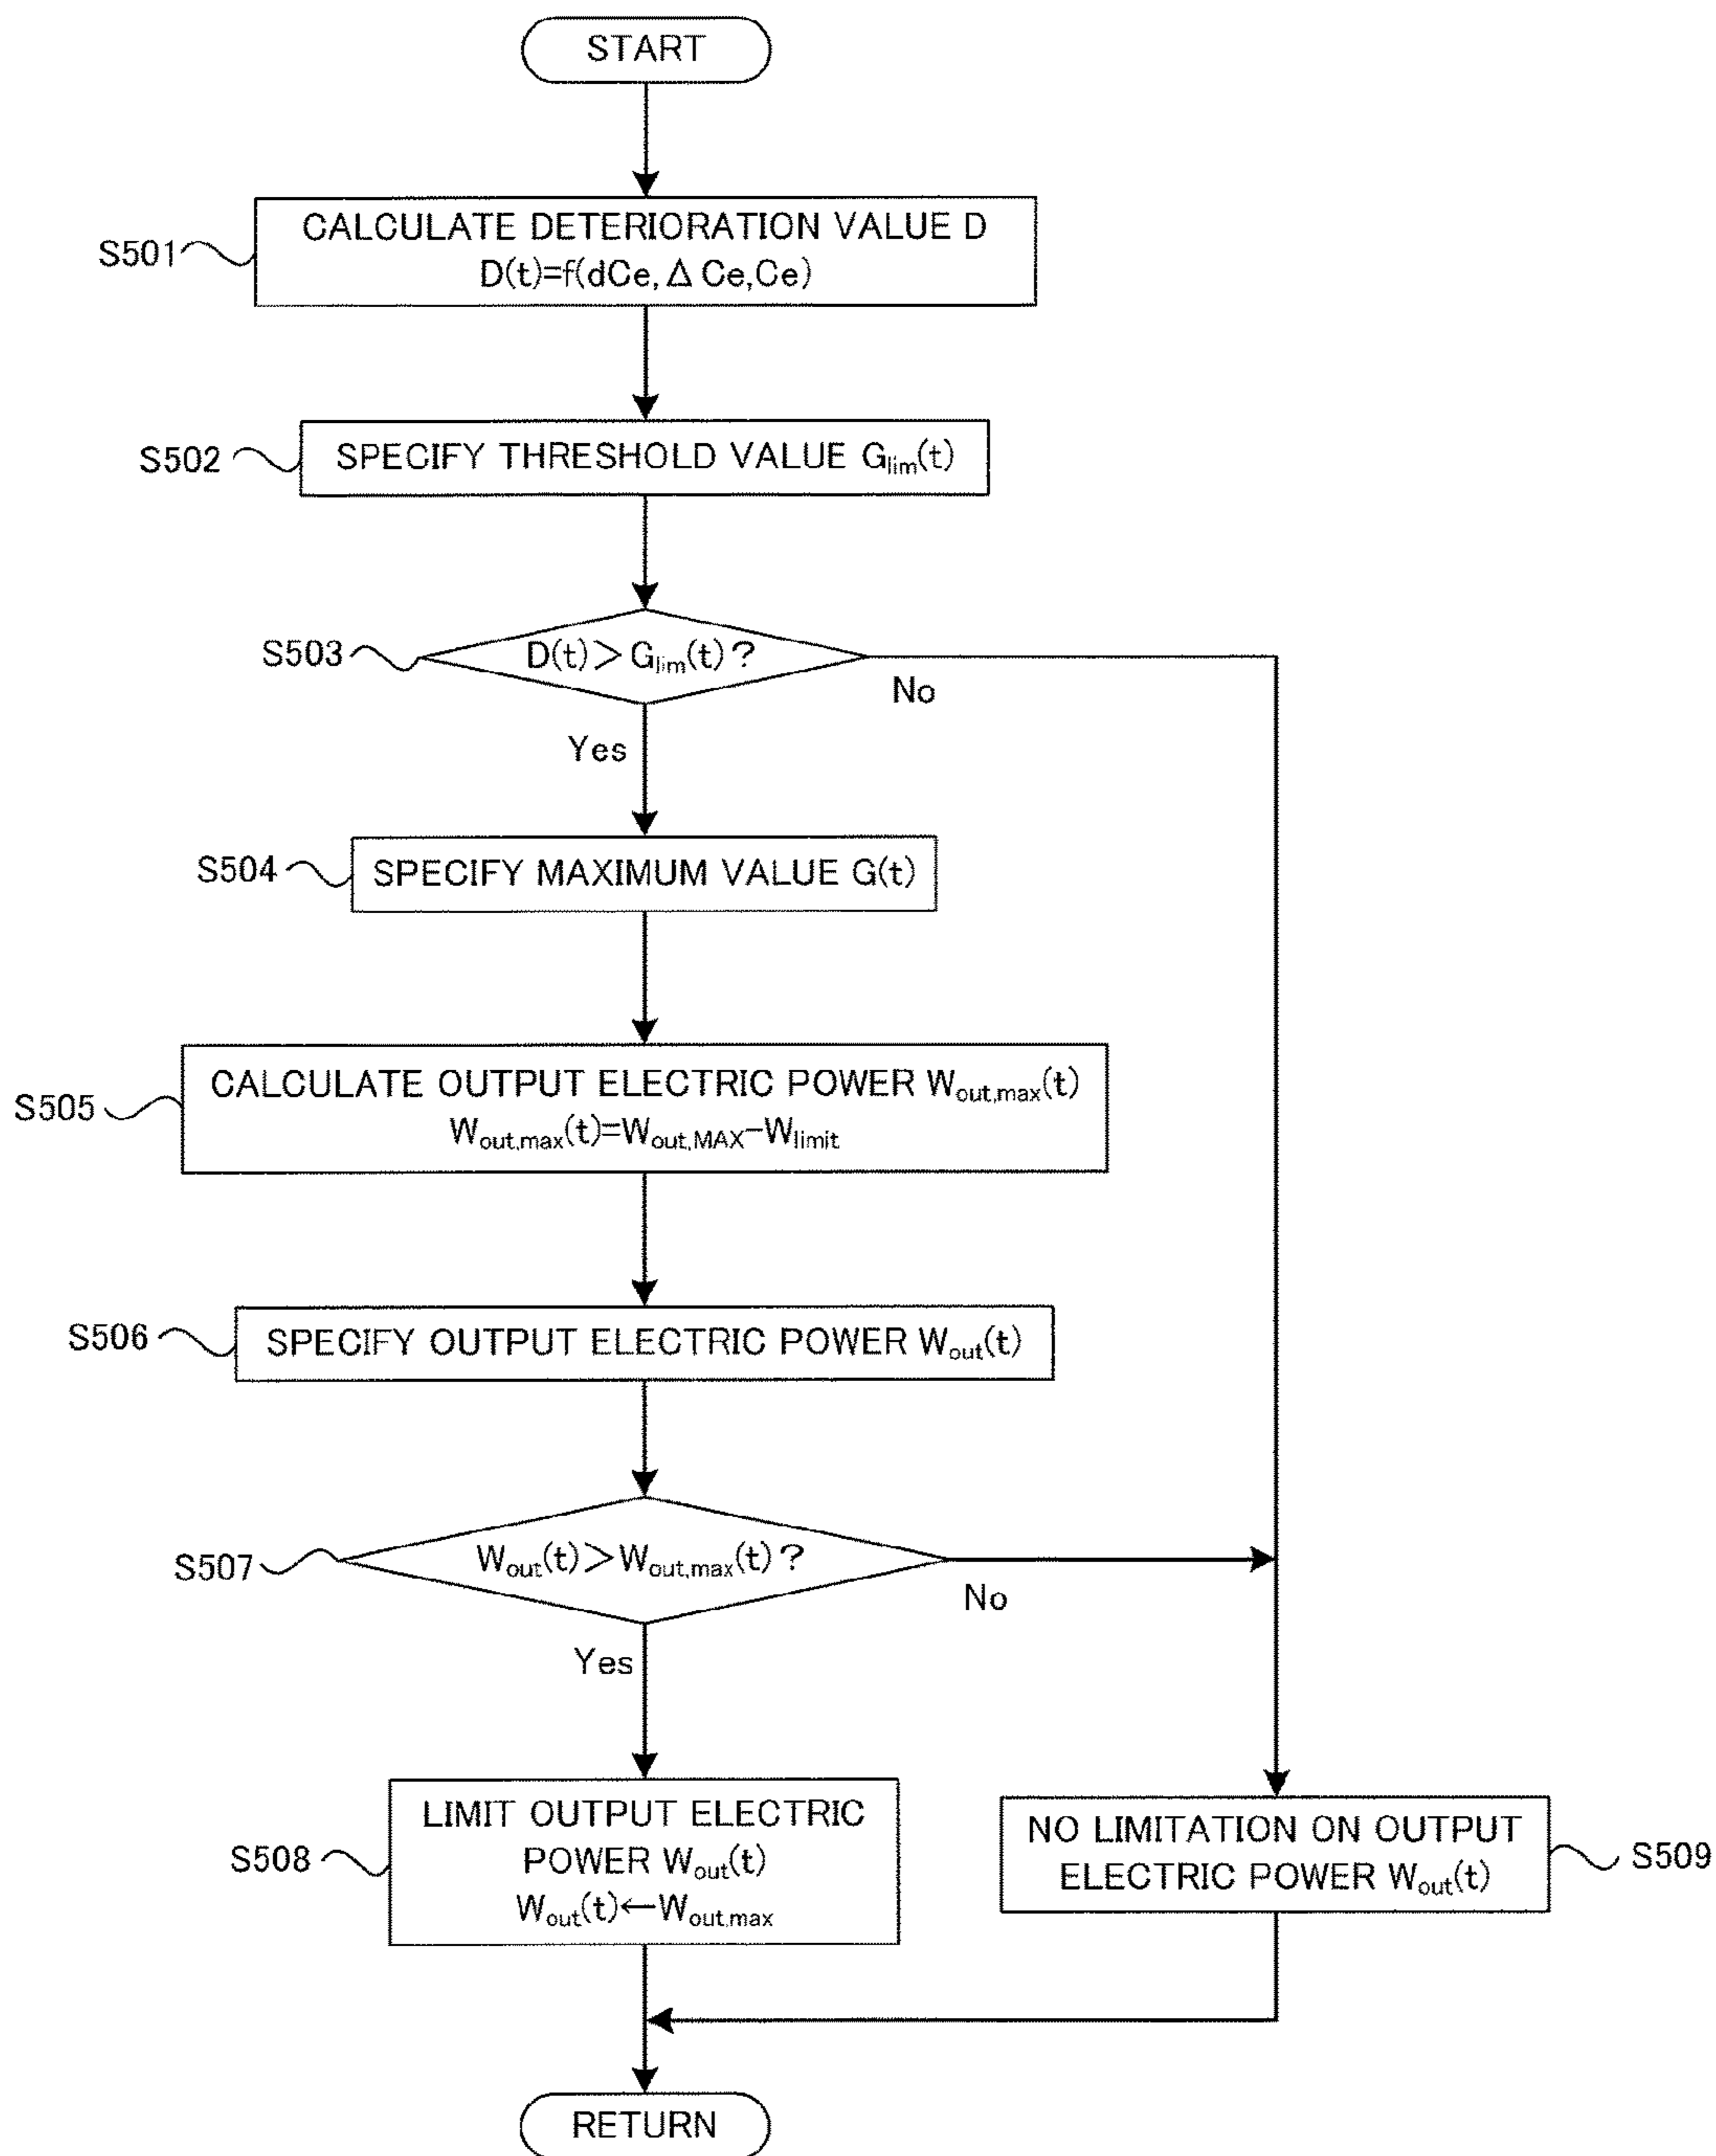 START
S501
CALCULATE DETERIORATION VALUE D
D(t)=f(dCe, Δ Ce, Ce)
S502
SPECIFY THRESHOLD VALUE Glim(t)
S503
D(t)>Glim(t)?
No
Yes
S504
SPECIFY MAXIMUM VALUE G(t)
S505
CALCULATE OUTPUT ELECTRIC POWER Wout,max(t)
Wout,max(t)=Wout,MAX-Wlimit
S506
SPECIFY OUTPUT ELECTRIC POWER Wout(t)
S507
Wout(t)>Wout,max(t)?
No
Yes
S508
LIMIT OUTPUT ELECTRIC
POWER Wout(t)
Wout(t)←Wout,max
NO LIMITATION ON OUTPUT
ELECTRIC POWER Wout(t)
S509
RETURN